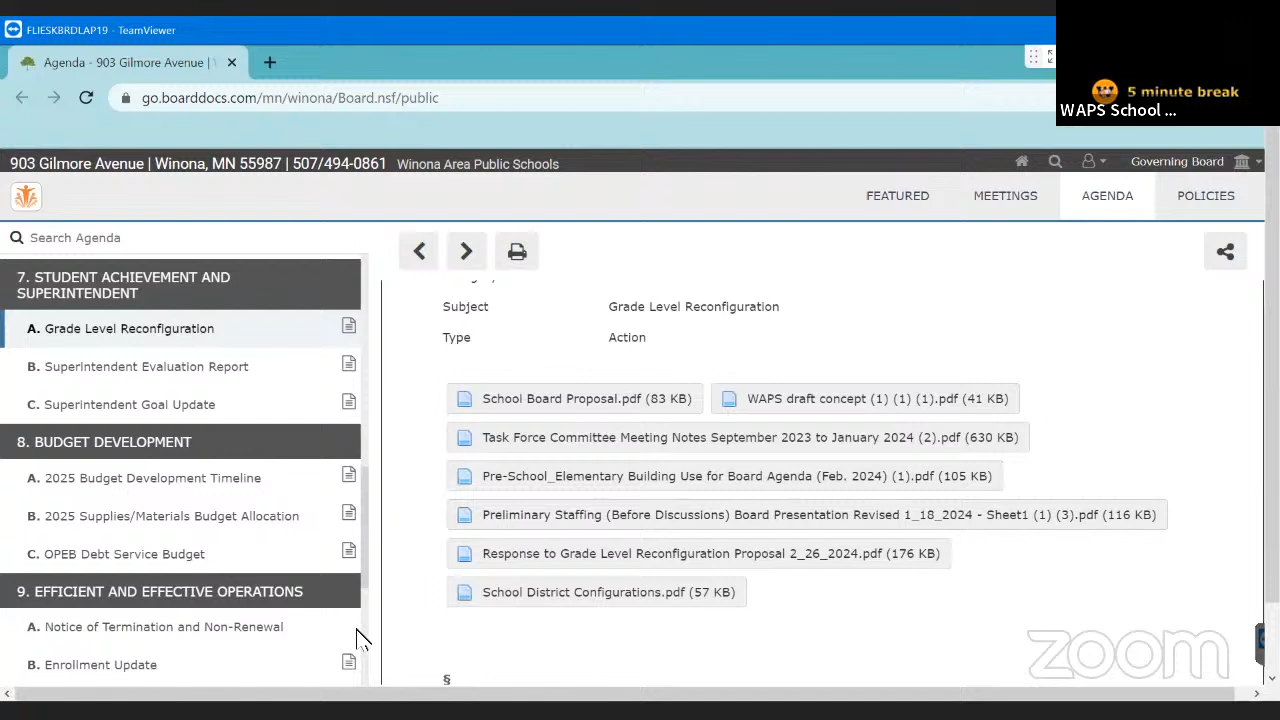 FLIESKBRDLAP19 - TeamViewer
Agenda - 903 Gilmore Avenue |
go.boarddocs.com/mn/winona/Board.nsf/public
5 minute break
WAPS School ...
903 Gilmore Avenue | Winona, MN 55987 | 507/494-0861 Winona Area Public Schools
Governing Board
FEATURED MEETINGS AGENDA POLICIES
Search Agenda
7. STUDENT ACHIEVEMENT AND
SUPERINTENDENT
A. Grade Level Reconfiguration
B. Superintendent Evaluation Report
C. Superintendent Goal Update
8. BUDGET DEVELOPMENT
A. 2025 Budget Development Timeline
B. 2025 Supplies/Materials Budget Allocation
C. OPEB Debt Service Budget
9. EFFICIENT AND EFFECTIVE OPERATIONS
A. Notice of Termination and Non-Renewal
B. Enrollment Update
Subject Grade Level Reconfiguration
Type Action
School Board Proposal.pdf (83 KB) WAPS draft concept (1) (1) (1).pdf (41 KB)
Task Force Committee Meeting Notes September 2023 to January 2024 (2).pdf (630 KB)
Pre-School_Elementary Building Use for Board Agenda (Feb. 2024) (1).pdf (105 KB)
Preliminary Staffing (Before Discussions) Board Presentation Revised 1_18_2024 - Sheet1 (1) (3).pdf (116 KB)
Response to Grade Level Reconfiguration Proposal 2_26_2024.pdf (176 KB)
School District Configurations.pdf (57 KB)
§
zoom